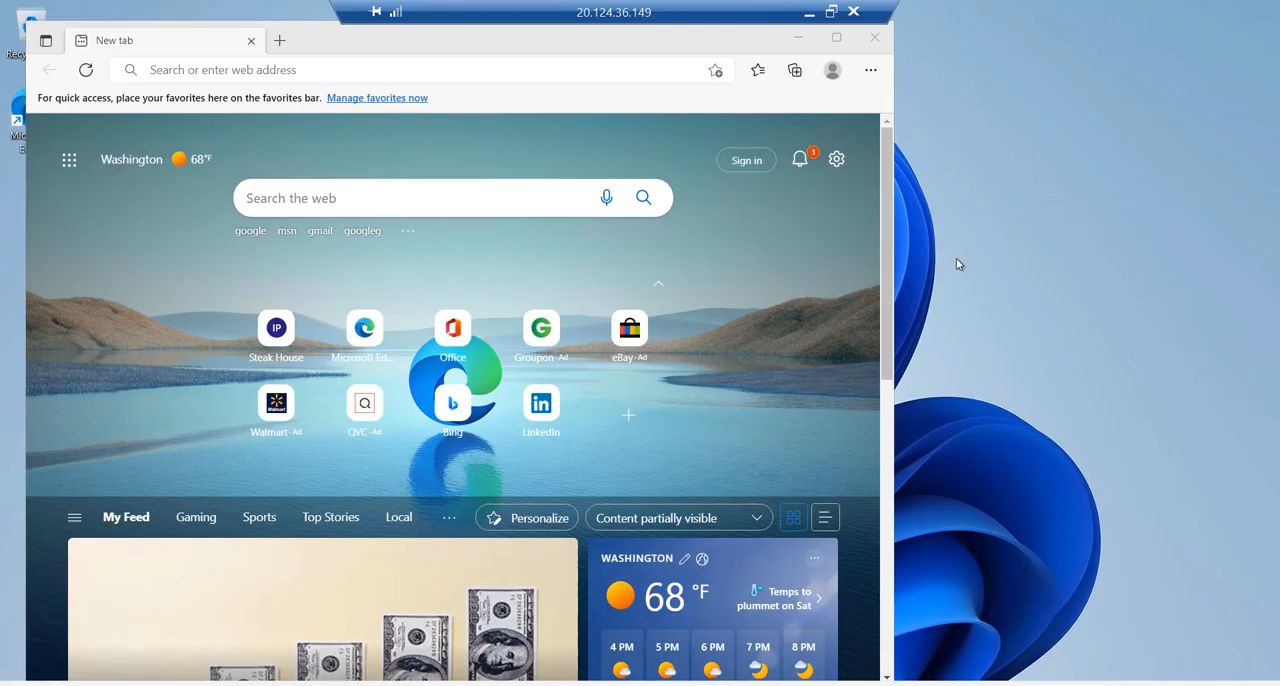 20.124.36.149
New tab
Search or enter web address
For quick access, place your favorites here on the favorites bar. Manage favorites now
Washington 68°F
Sign in
3
Search the web
google msn gmail googleg ...
IP
Steak House Microsoft Ed... Office Groupon·Ad eBay·Ad
Walmart
Walmart·Ad QVC·Ad Bing LinkedIn
My Feed Gaming Sports Top Stories Local ... Personalize Content partially visible
WASHINGTON
68 °F
Temps to
plummet on Sat
4 PM 5 PM 6 PM 7 PM 8 PM